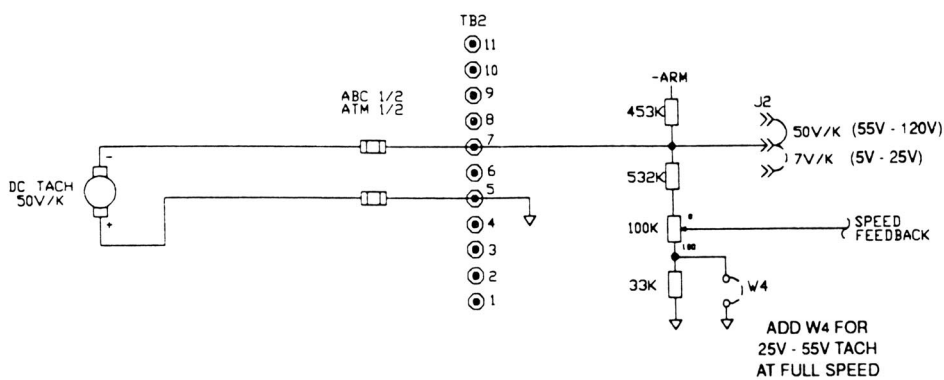 TB2
11
10
9
8
7
6
5
4
3
2
1
ABC 1/2
ATM 1/2
DC TACH
50V/K
-
+
-ARM
453K
532K
100K
0
100
33K
J2
50V/K (55V - 120V)
7V/K (5V - 25V)
SPEED
FEEDBACK
W4
ADD W4 FOR
25V - 55V TACH
AT FULL SPEED